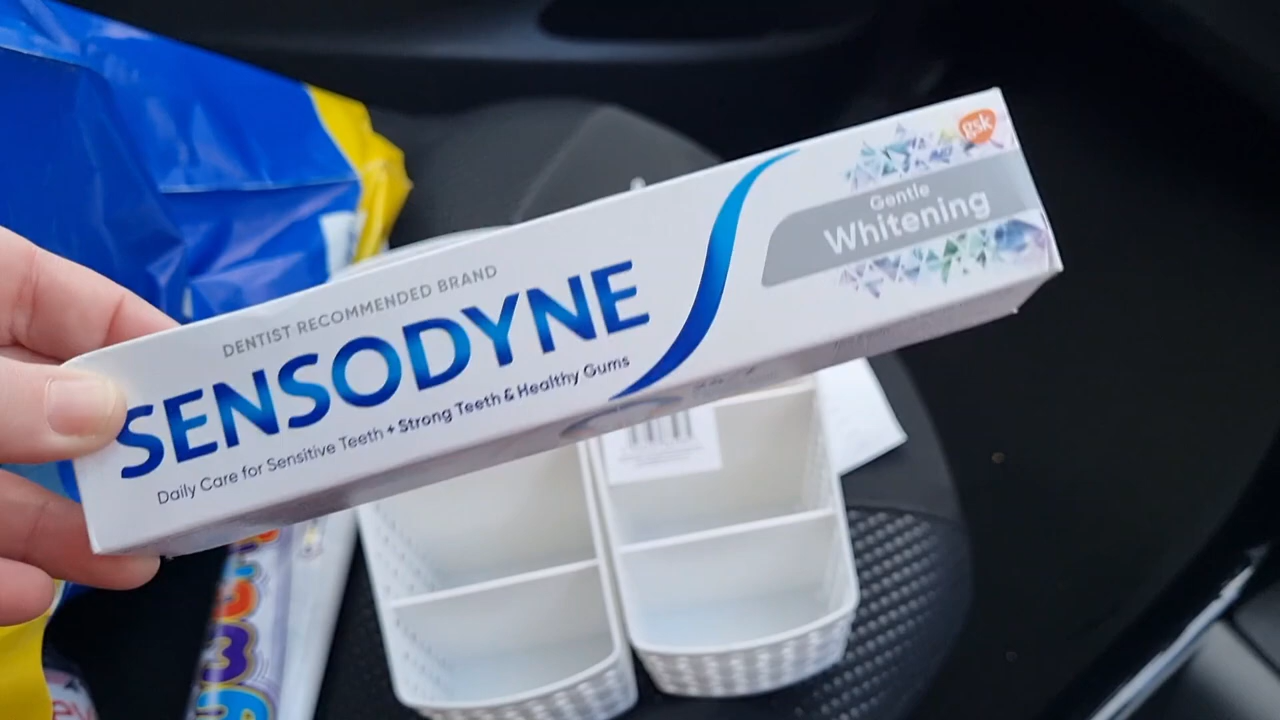 DENTIST RECOMMENDED BRAND
SENSODYNE
Daily Care for Sensitive Teeth + Strong Teeth & Healthy Gums
gsk
Gentle
Whitening